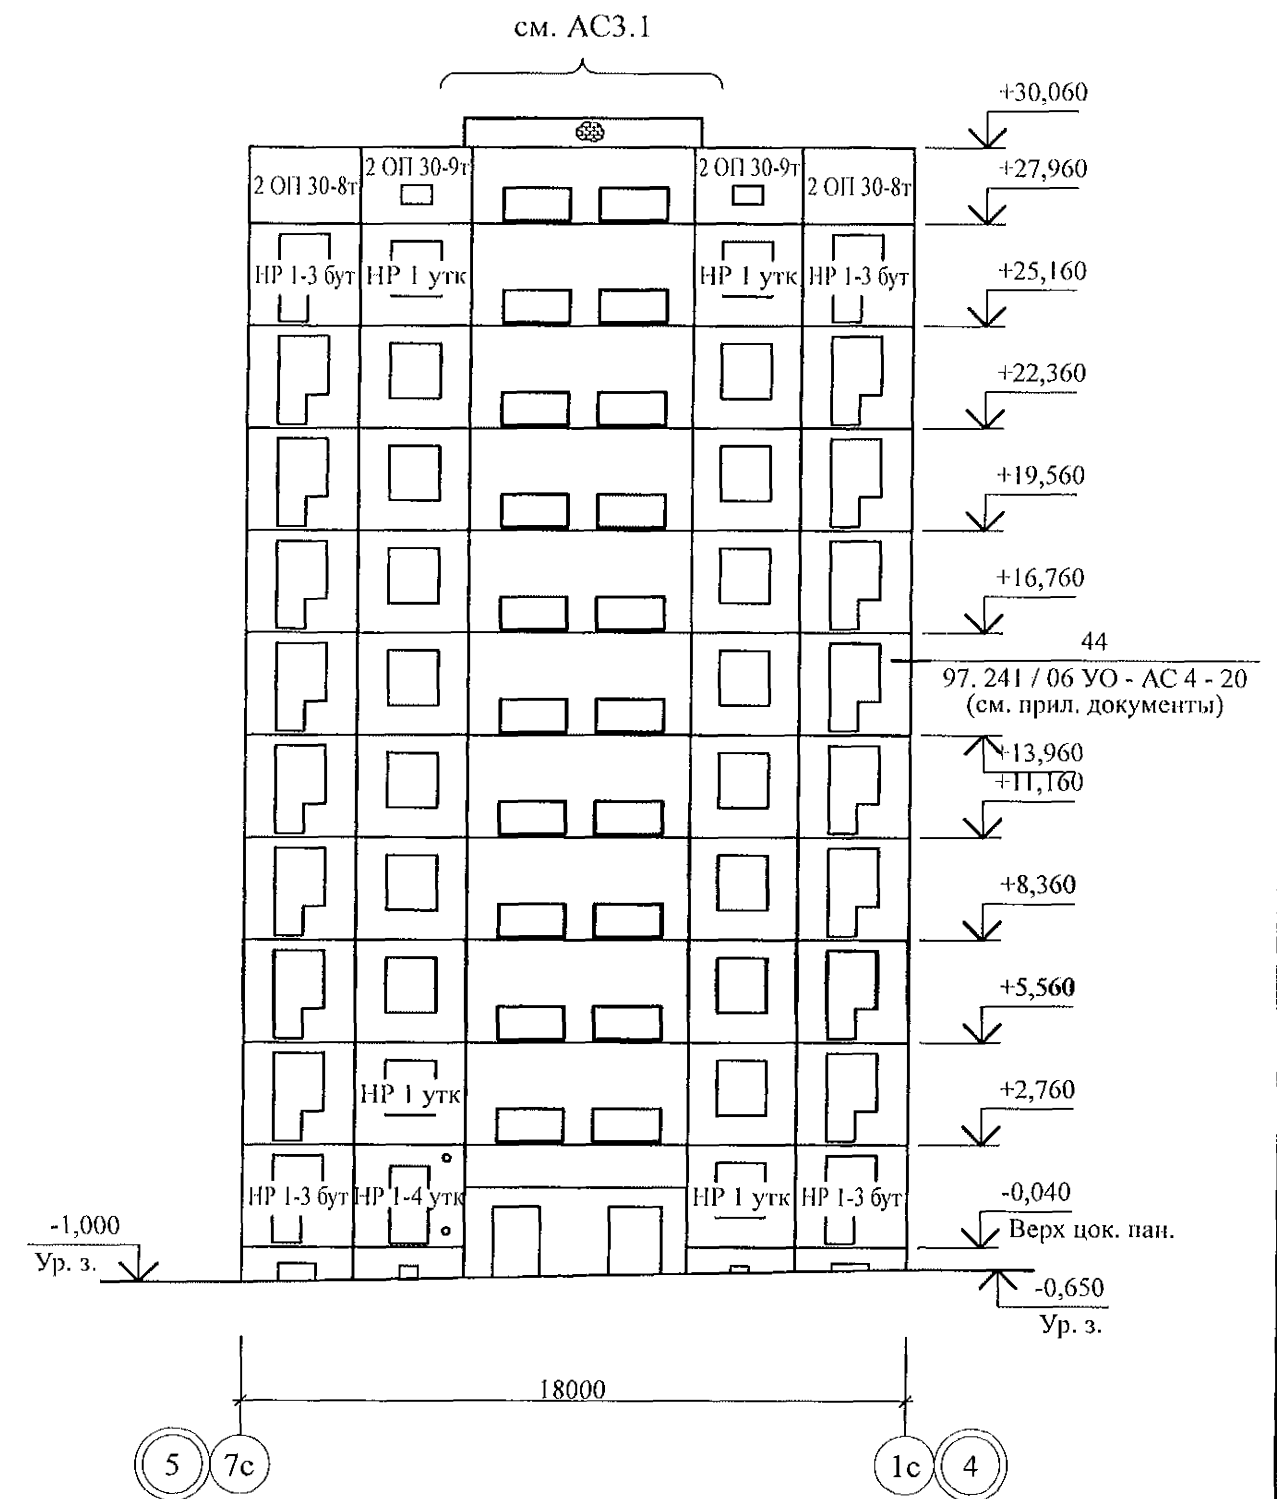 см. АС3.1
+30,060
2 ОП 30-8т
2 ОП 30-9т
2 ОП 30-9т
2 ОП 30-8т
+27,960
НР 1-3 бут
НР 1 утк
НР 1 утк
НР 1-3 бут
+25,160
+22,360
+19,560
+16,760
44
97.241 / 06 УО - АС 4 - 20
(см. прил. документы)
+13,960
+11,160
+8,360
+5,560
НР 1 утк
+2,760
НР 1-3 бут
НР 1-4 утк
НР 1 утк
НР 1-3 бут
-0,040
Верх цок. пан.
-1,000
Ур. з.
-0,650
Ур. з.
18000
5
7с
1с
4